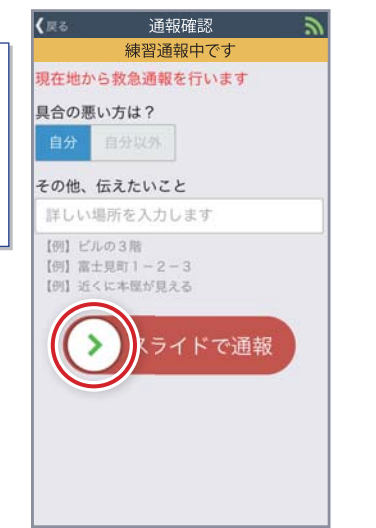 戻る
通報確認
練習通報中です
現在地から救急通報を行います
具合の悪い方は？
自分
自分以外
その他、伝えたいこと
詳しい場所を入力します
【例】ビルの３階
【例】富士見町１－２－３
【例】近くに本屋が見える
スライドで通報